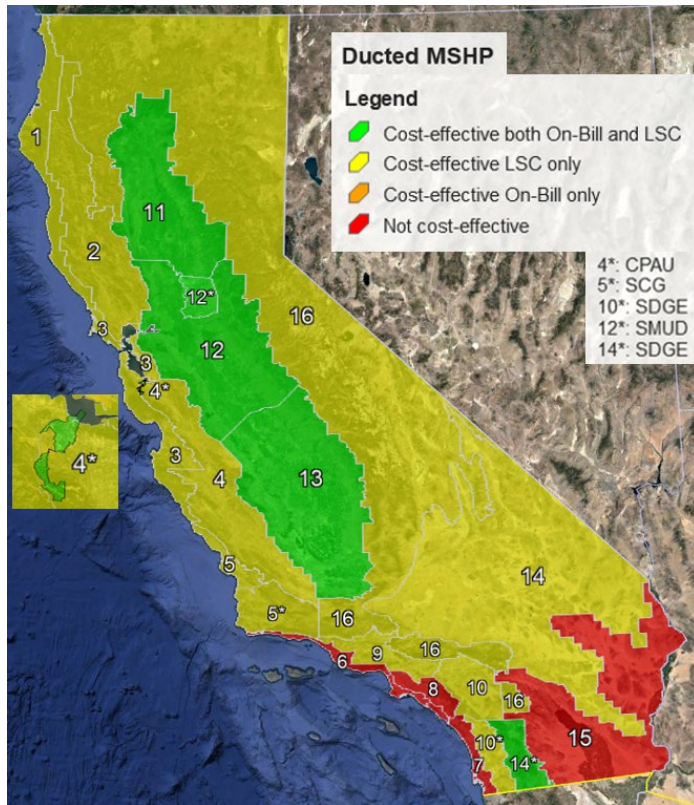 Ducted MSHP
Legend
Cost-effective both On-Bill and LSC
Cost-effective LSC only
Cost-effective On-Bill only
Not cost-effective
4*: CPAU
5*: SCG
10*: SDGE
12*: SMUD
14*: SDGE
1
11
2
12*
16
3
12
3
4*
4*
3
4
13
5
14
5*
16
6
9
16
8
10
16
10*
15
7
14*